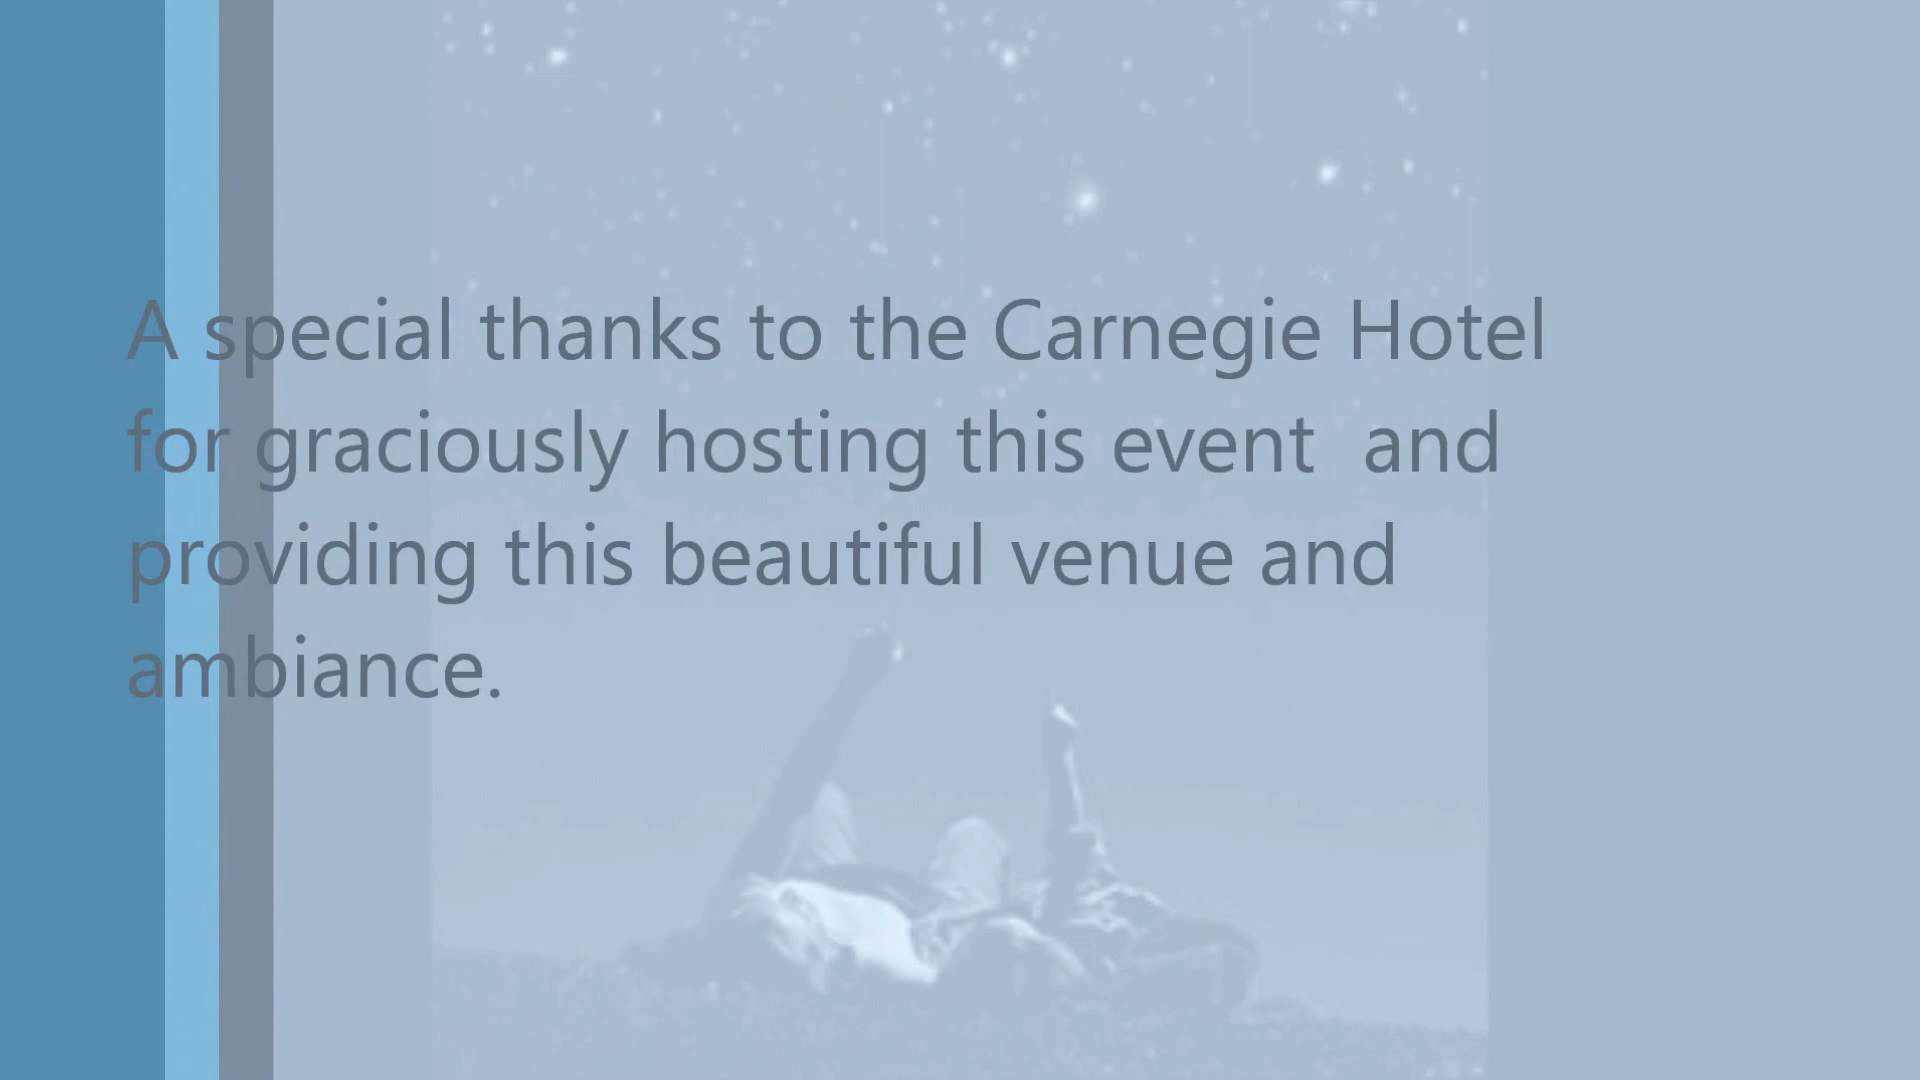 A special thanks to the Carnegie Hotel
for graciously hosting this event  and
providing this beautiful venue and
ambiance.